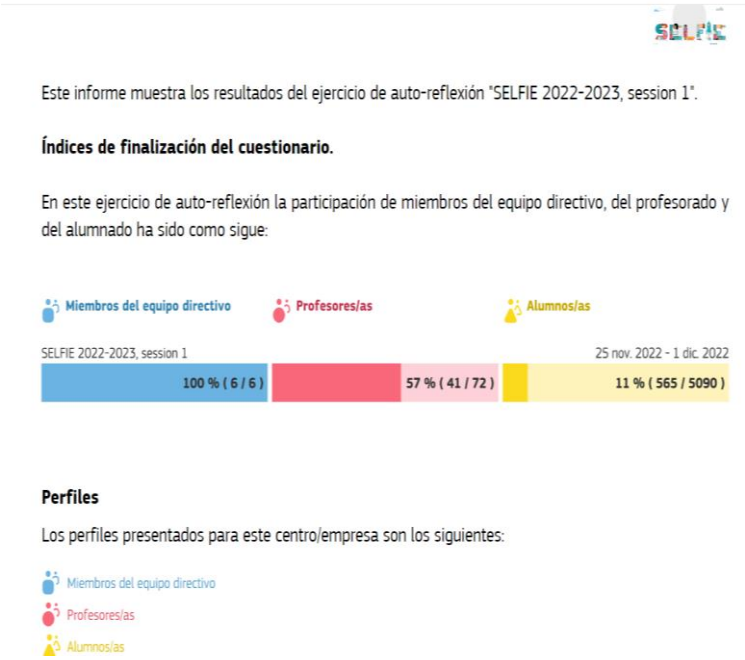 SELFIE
Este informe muestra los resultados del ejercicio de auto-reflexión "SELFIE 2022-2023, session 1".
Índices de finalización del cuestionario.
En este ejercicio de auto-reflexión la participación de miembros del equipo directivo, del profesorado y
del alumnado ha sido como sigue:
Miembros del equipo directivo Profesores/as Alumnos/as
SELFIE 2022-2023, session 1 25 nov. 2022 - 1 dic. 2022
100 % ( 6 / 6 ) 57 % ( 41 / 72 ) 11 % ( 565 / 5090 )
Perfiles
Los perfiles presentados para este centro/empresa son los siguientes:
Miembros del equipo directivo
Profesores/as
Alumnos/as